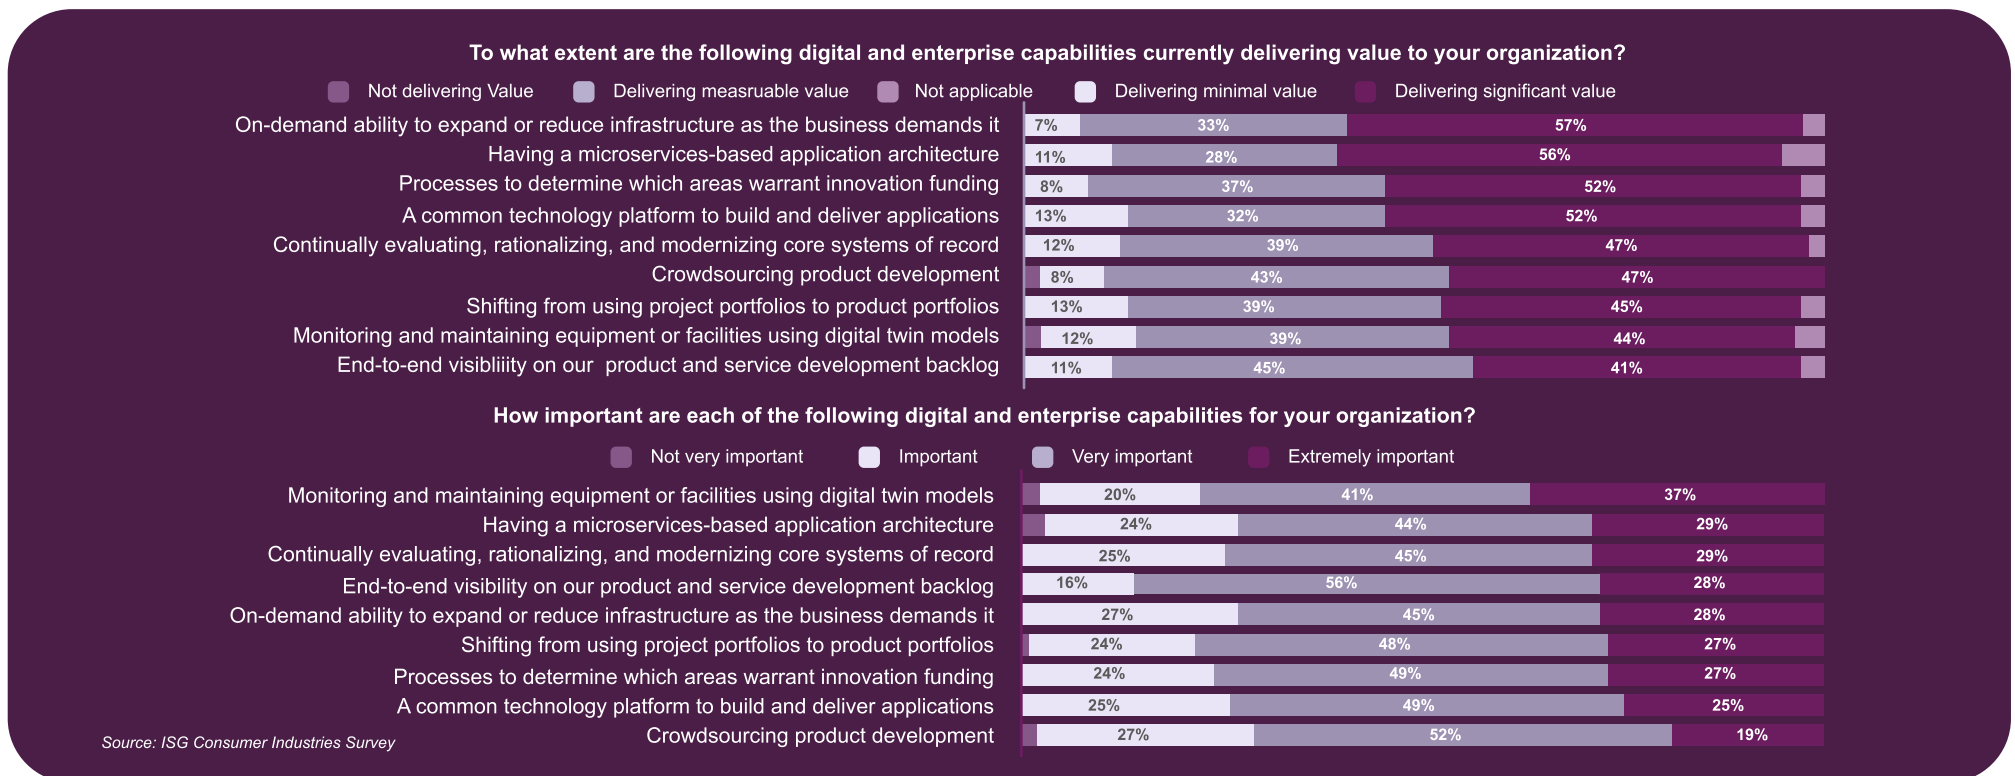 To what extent are the following digital and enterprise capabilities currently delivering value to your organization?
Not delivering Value Delivering measruable value Not applicable Delivering minimal value Delivering significant value
On-demand ability to expand or reduce infrastructure as the business demands it 7% 33% 57%
Having a microservices-based application architecture 11% 28% 56%
Processes to determine which areas warrant innovation funding 8% 37% 52%
A common technology platform to build and deliver applications 13% 32% 52%
Continually evaluating, rationalizing, and modernizing core systems of record 12% 39% 47%
Crowdsourcing product development 8% 43% 47%
Shifting from using project portfolios to product portfolios 13% 39% 45%
Monitoring and maintaining equipment or facilities using digital twin models 12% 39% 44%
End-to-end visibliiity on our product and service development backlog 11% 45% 41%
How important are each of the following digital and enterprise capabilities for your organization?
Not very important Important Very important Extremely important
Monitoring and maintaining equipment or facilities using digital twin models 20% 41% 37%
Having a microservices-based application architecture 24% 44% 29%
Continually evaluating, rationalizing, and modernizing core systems of record 25% 45% 29%
End-to-end visibility on our product and service development backlog 16% 56% 28%
On-demand ability to expand or reduce infrastructure as the business demands it 27% 45% 28%
Shifting from using project portfolios to product portfolios 24% 48% 27%
Processes to determine which areas warrant innovation funding 24% 49% 27%
A common technology platform to build and deliver applications 25% 49% 25%
Crowdsourcing product development 27% 52% 19%
Source: ISG Consumer Industries Survey